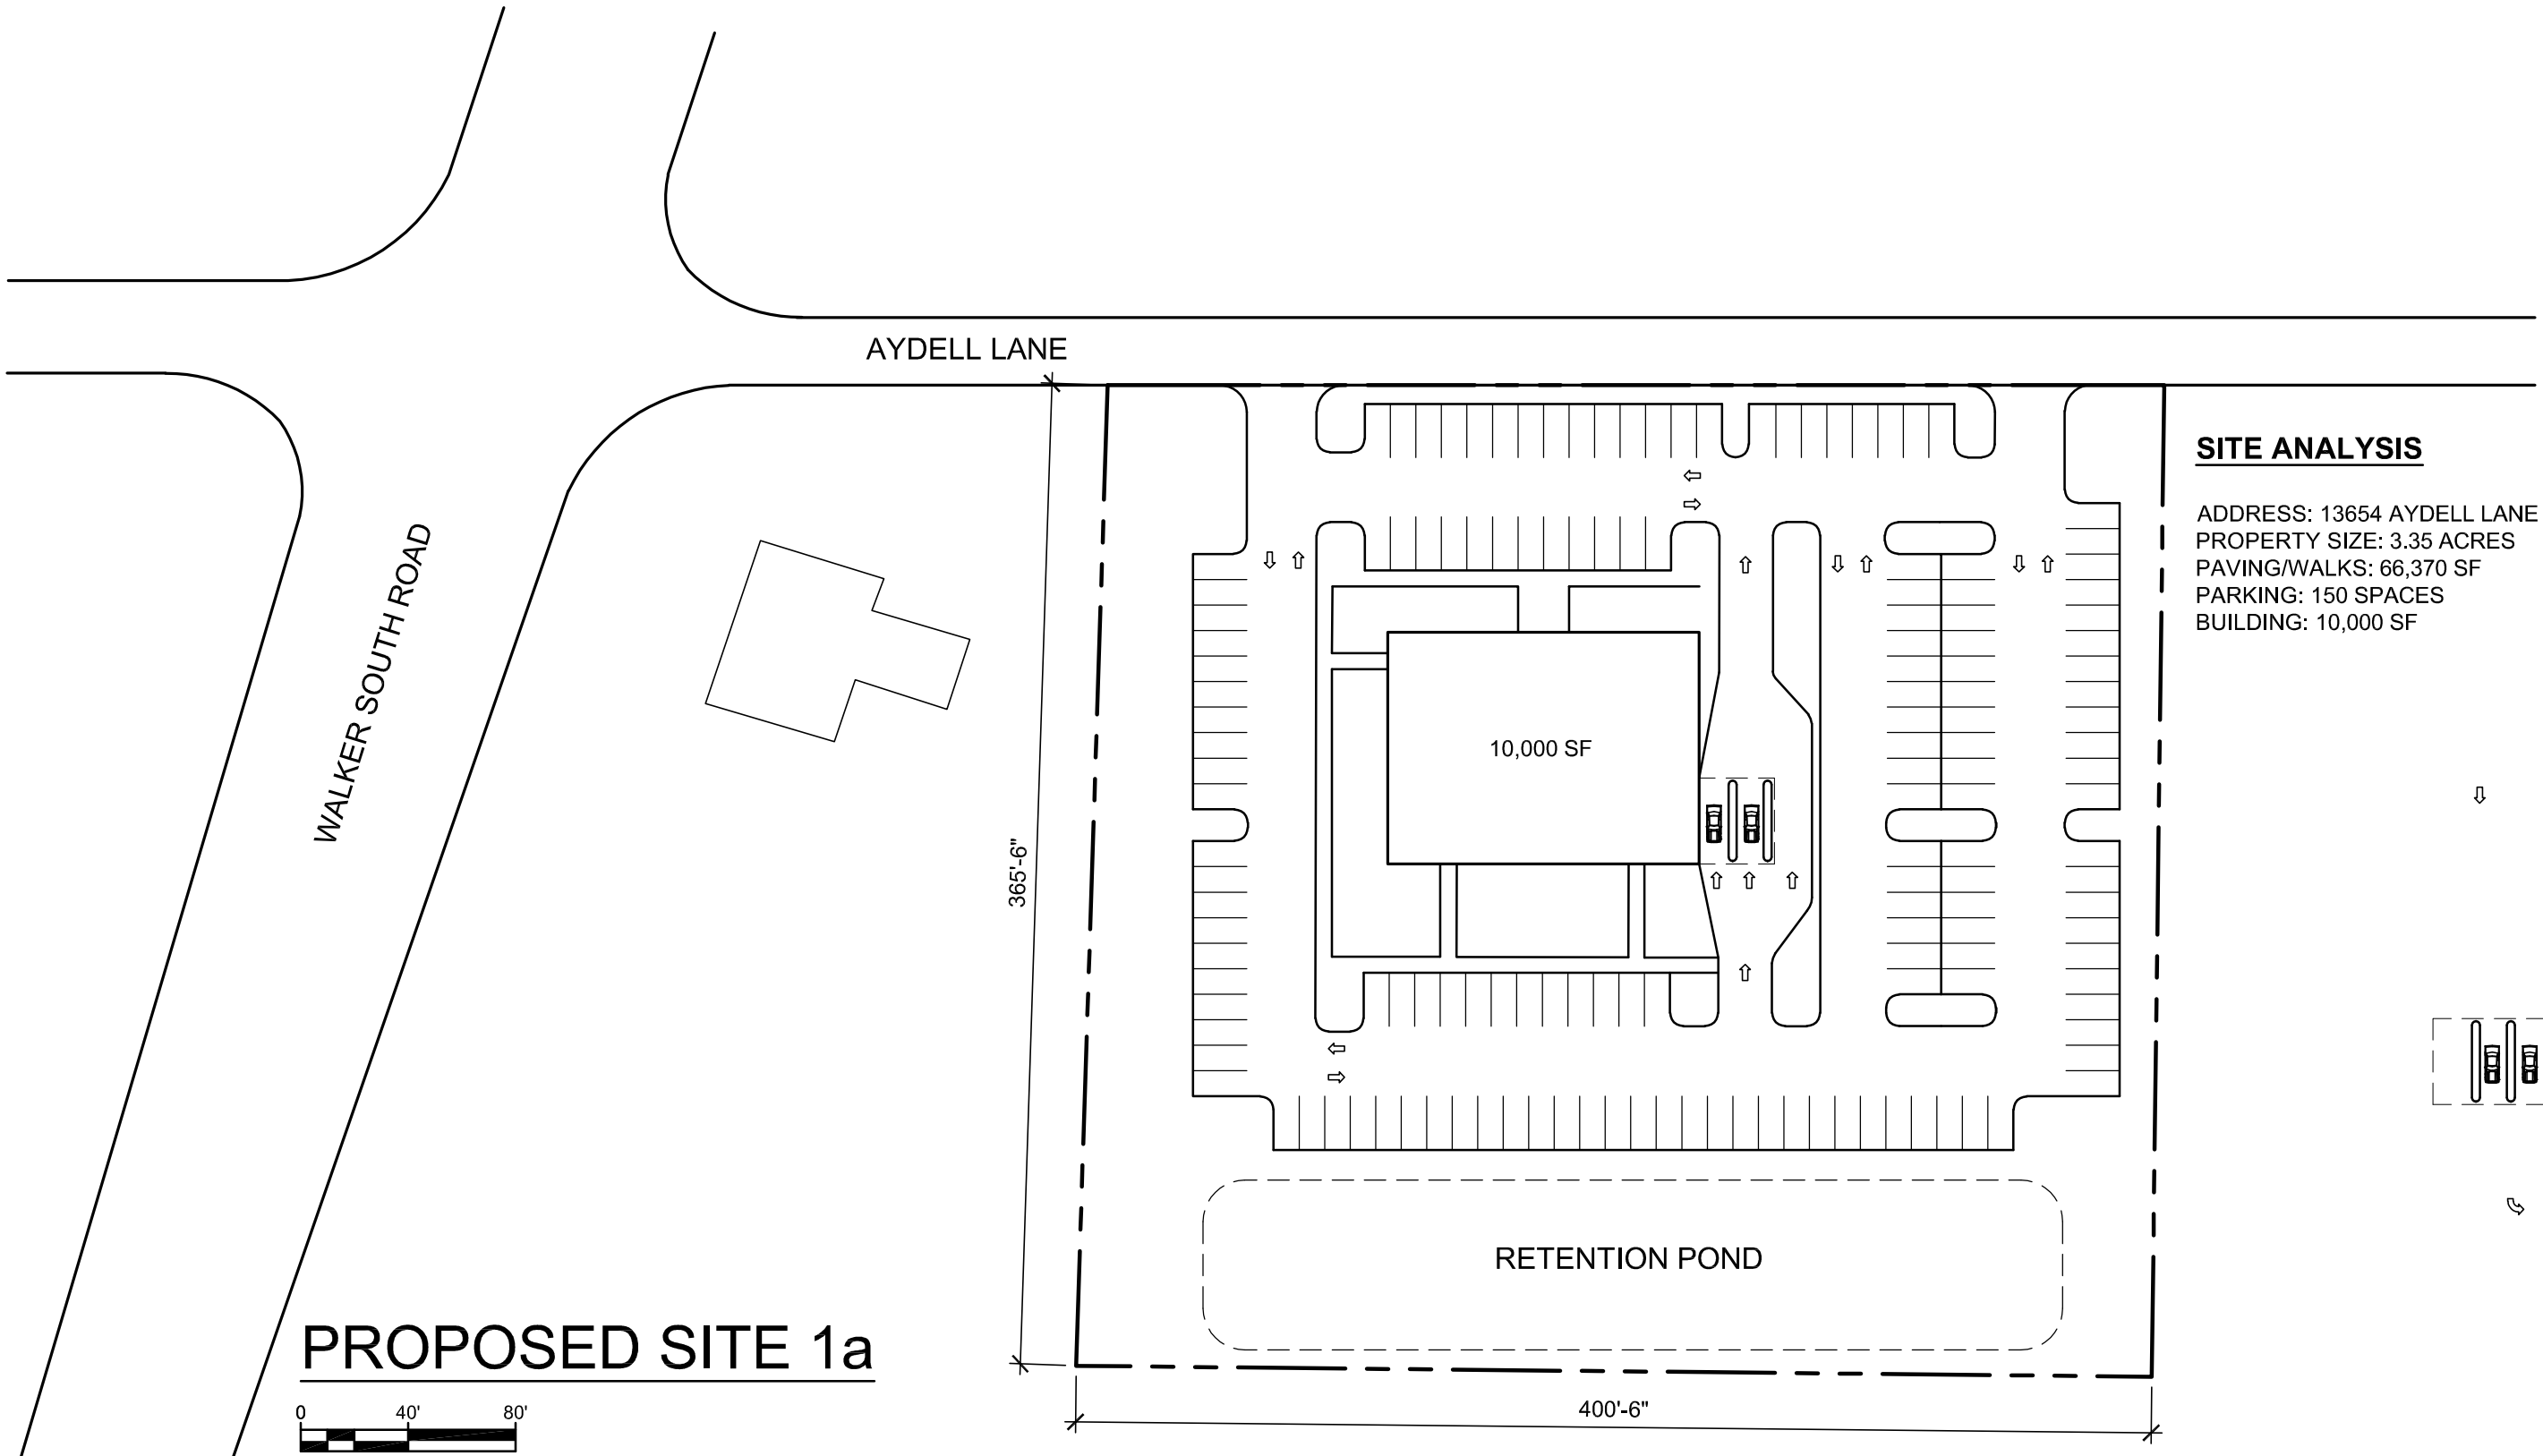 AYDELL LANE
SITE ANALYSIS
ADDRESS: 13654 AYDELL LANE
PROPERTY SIZE: 3.35 ACRES
PAVING/WALKS: 66,370 SF
PARKING: 150 SPACES
BUILDING: 10,000 SF
WALKER SOUTH ROAD
10,000 SF
365'-6"
RETENTION POND
PROPOSED SITE 1a
0 40' 80'
400'-6"